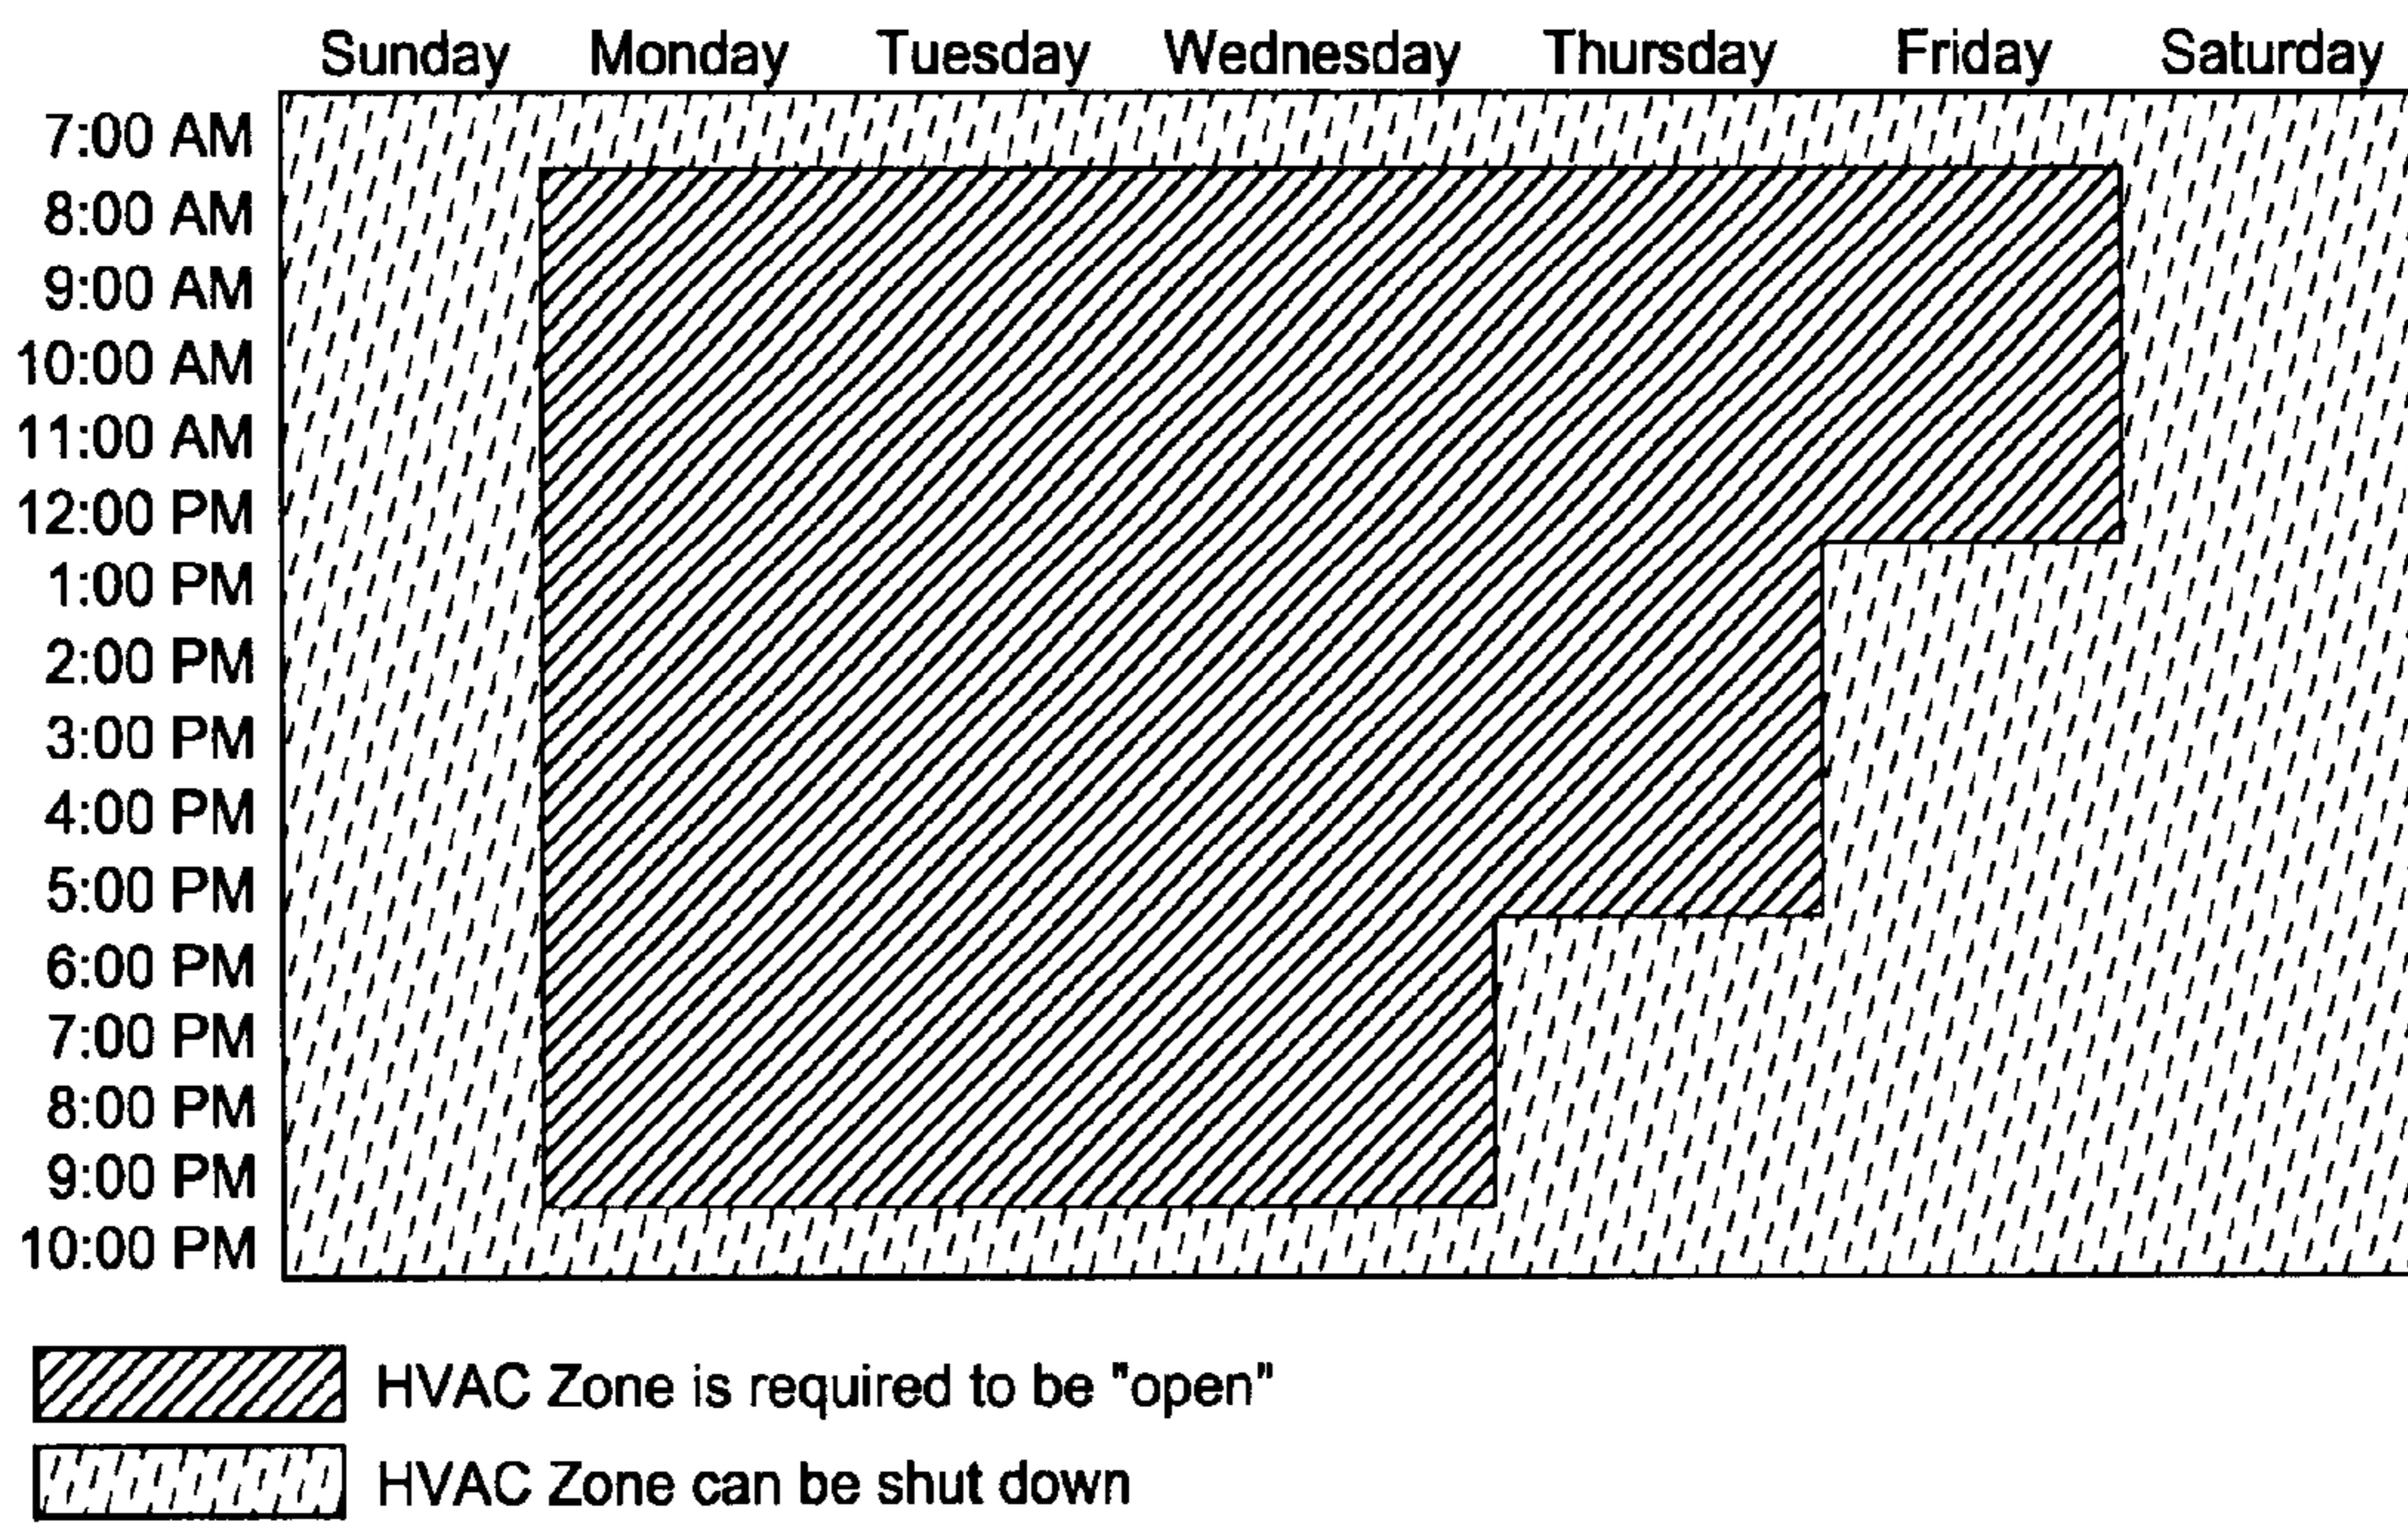 Sunday Monday Tuesday Wednesday Thursday Friday Saturday
7:00 AM
8:00 AM
9:00 AM
10:00 AM
11:00 AM
12:00 PM
1:00 PM
2:00 PM
3:00 PM
4:00 PM
5:00 PM
6:00 PM
7:00 PM
8:00 PM
9:00 PM
10:00 PM
HVAC Zone is required to be "open"
HVAC Zone can be shut down